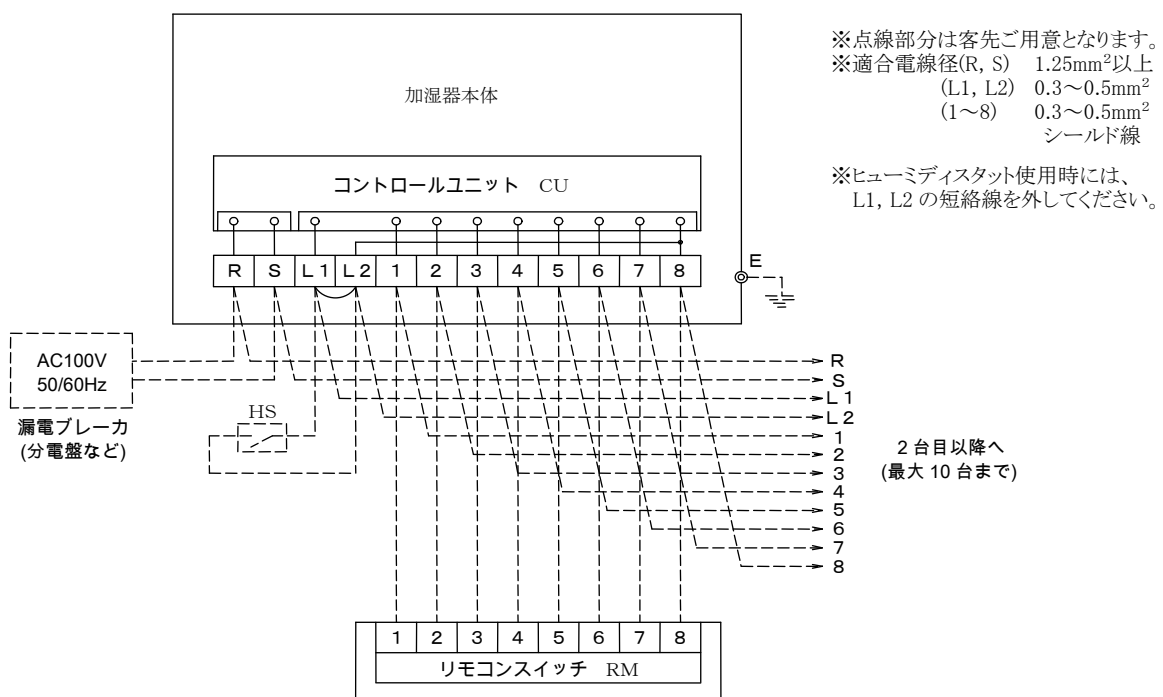 ※点線部分は客先ご用意となります。
※適合電線径(R, S) 1.25mm²以上
(L1, L2) 0.3～0.5mm²
(1～8) 0.3～0.5mm²
シールド線
※ヒューミディスタット使用時には、
L1, L2 の短絡線を外してください。
加湿器本体
コントロールユニット CU
R S L1 L2 1 2 3 4 5 6 7 8
E
AC100V
50/60Hz
漏電ブレーカ
(分電盤など)
HS
R
S
L1
L2
1
2
3
4
5
6
7
8
2台目以降へ
(最大 10 台まで)
1 2 3 4 5 6 7 8
リモコンスイッチ RM